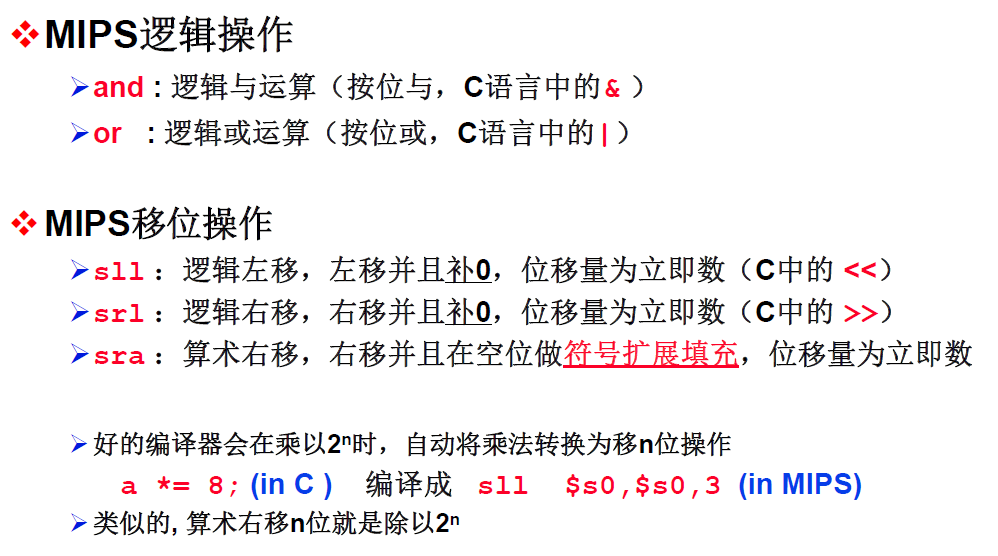 ❖MIPS逻辑操作
➢and : 逻辑与运算（按位与，C语言中的& ）
➢or : 逻辑或运算（按位或，C语言中的| ）
❖MIPS移位操作
➢sll : 逻辑左移，左移并且补0，位移量为立即数（C中的 <<）
➢srl : 逻辑右移，右移并且补0，位移量为立即数（C中的 >>）
➢sra : 算术右移，右移并且在空位做符号扩展填充，位移量为立即数
➢好的编译器会在乘以2ⁿ时，自动将乘法转换为移n位操作
a *= 8; (in C ) 编译成 sll $s0,$s0,3 (in MIPS)
➢类似的, 算术右移n位就是除以2ⁿ